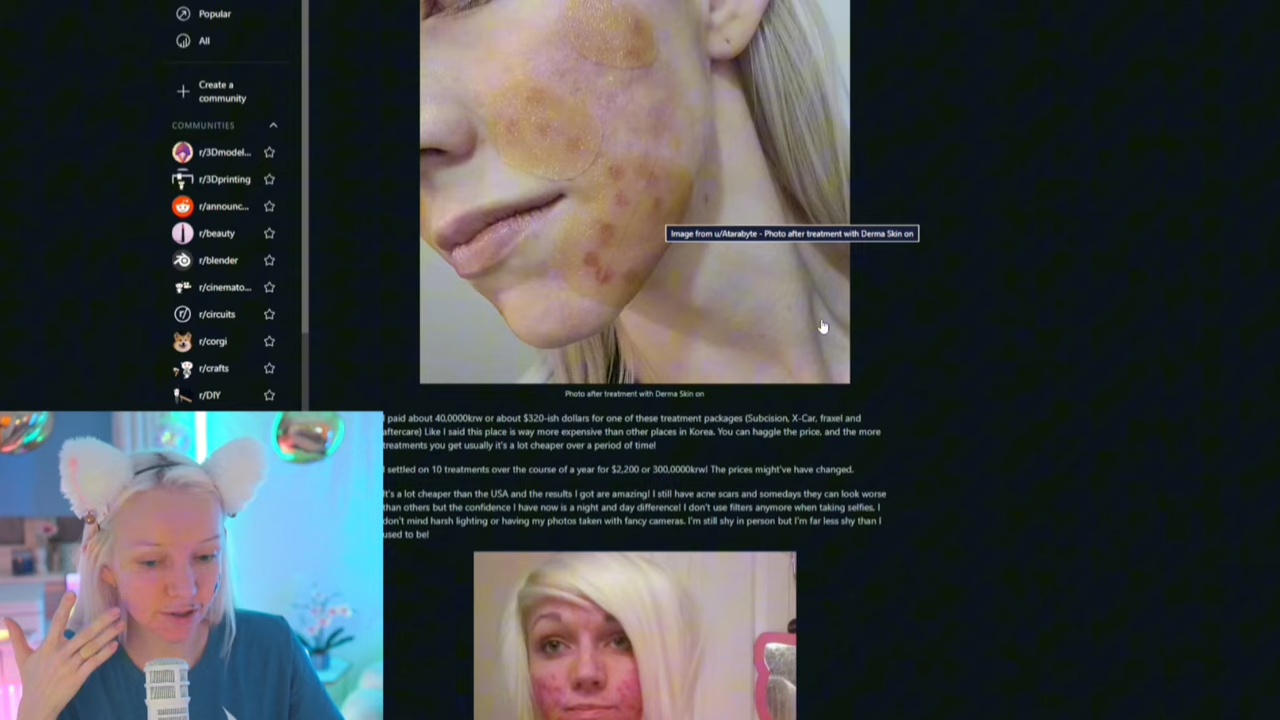 Popular
All
Create a
community
COMMUNITIES
r/3Dmodel...
r/3Dprinting
r/announc...
r/beauty
r/blender
r/cinemato...
r/circuits
r/corgi
r/crafts
r/DIY
Image from u/Atarabyte - Photo after treatment with Derma Skin on
Photo after treatment with Derma Skin on
I paid about 40,0000krw or about $320-ish dollars for one of these treatment packages (Subcision, X-Car, fraxel and
aftercare) Like I said this place is way more expensive than other places in Korea. You can haggle the price, and the more
treatments you get usually it's a lot cheaper over a period of time!
I settled on 10 treatments over the course of a year for $2,200 or 300,0000krw! The prices might've have changed.
It's a lot cheaper than the USA and the results I got are amazing! I still have acne scars and somedays they can look worse
than others but the confidence I have now is a night and day difference! I don't use filters anymore when taking selfies, I
don't mind harsh lighting or having my photos taken with fancy cameras. I'm still shy in person but I'm far less shy than I
used to be!